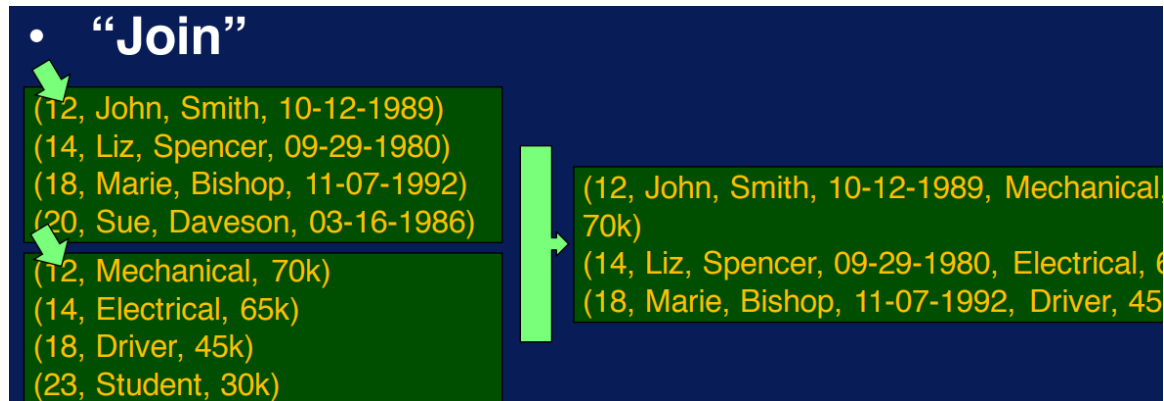 • “Join”
(12, John, Smith, 10-12-1989)
(14, Liz, Spencer, 09-29-1980)
(18, Marie, Bishop, 11-07-1992)
(20, Sue, Daveson, 03-16-1986)
(12, Mechanical, 70k)
(14, Electrical, 65k)
(18, Driver, 45k)
(23, Student, 30k)
(12, John, Smith, 10-12-1989, Mechanical,
70k)
(14, Liz, Spencer, 09-29-1980, Electrical,
(18, Marie, Bishop, 11-07-1992, Driver, 45